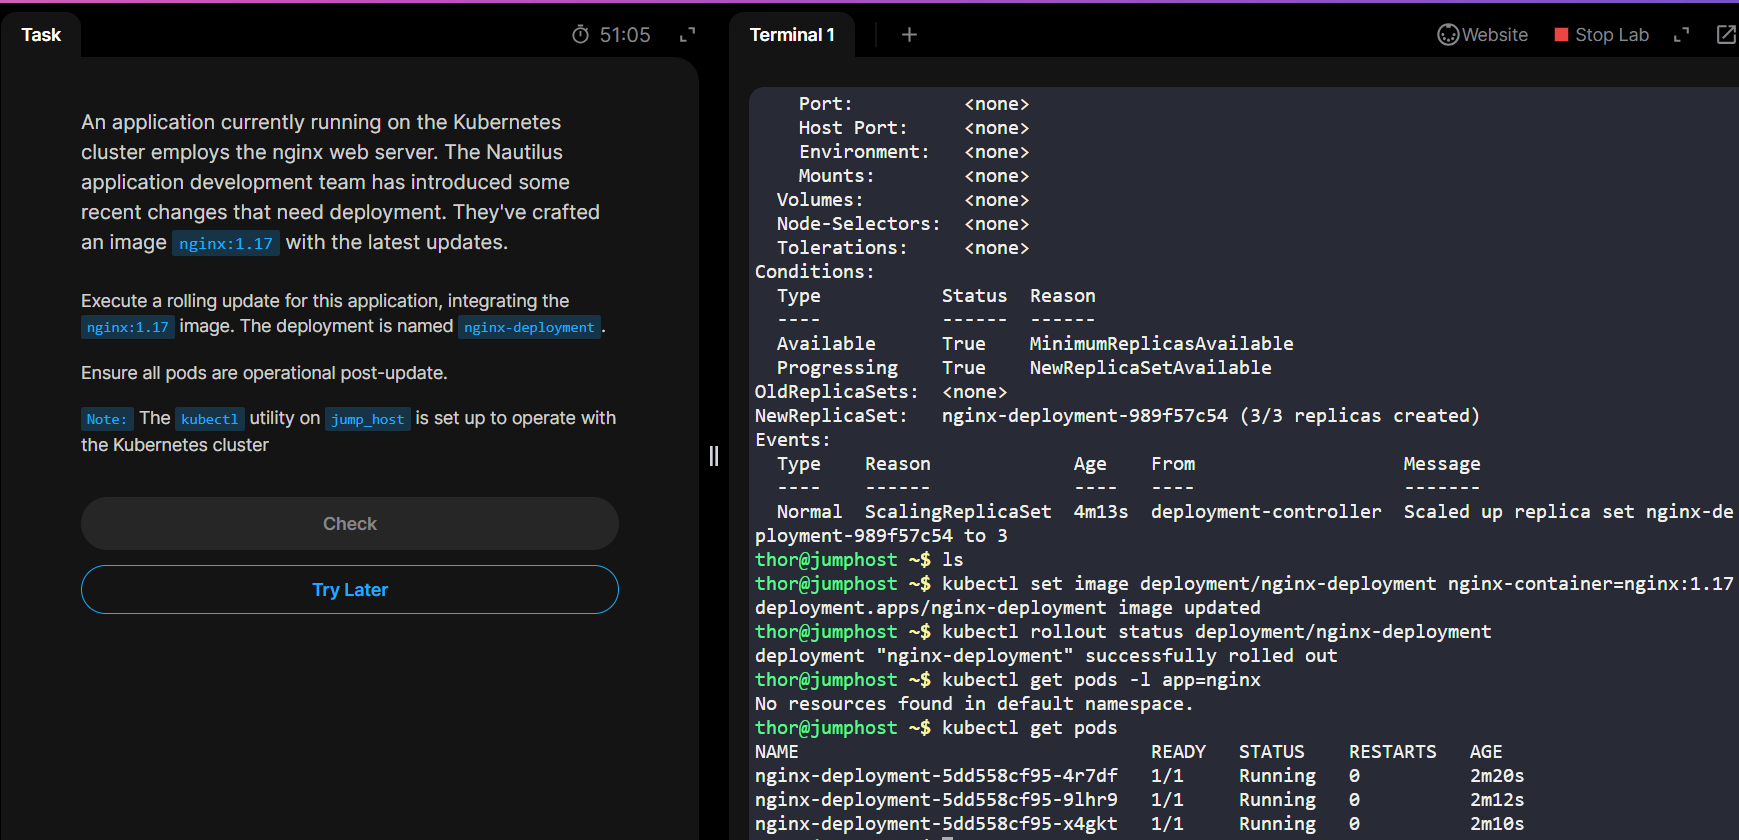 Task
51:05
An application currently running on the Kubernetes
cluster employs the nginx web server. The Nautilus
application development team has introduced some
recent changes that need deployment. They've crafted
an image nginx:1.17 with the latest updates.
Execute a rolling update for this application, integrating the
nginx:1.17 image. The deployment is named nginx-deployment.
Ensure all pods are operational post-update.
Note: The kubectl utility on jump_host is set up to operate with
the Kubernetes cluster
Check
Try Later
Terminal 1
+
Website
Stop Lab
    Port:          <none>
    Host Port:     <none>
    Environment:   <none>
    Mounts:        <none>
  Volumes:         <none>
  Node-Selectors:  <none>
  Tolerations:     <none>
Conditions:
  Type           Status  Reason
  ----           ------  ------
  Available      True    MinimumReplicasAvailable
  Progressing    True    NewReplicaSetAvailable
OldReplicaSets:  <none>
NewReplicaSet:   nginx-deployment-989f57c54 (3/3 replicas created)
Events:
  Type    Reason             Age    From                   Message
  ----    ------             ----   ----                   -------
  Normal  ScalingReplicaSet  4m13s  deployment-controller  Scaled up replica set nginx-de
ployment-989f57c54 to 3
thor@jumphost ~$ ls
thor@jumphost ~$ kubectl set image deployment/nginx-deployment nginx-container=nginx:1.17
deployment.apps/nginx-deployment image updated
thor@jumphost ~$ kubectl rollout status deployment/nginx-deployment
deployment "nginx-deployment" successfully rolled out
thor@jumphost ~$ kubectl get pods -l app=nginx
No resources found in default namespace.
thor@jumphost ~$ kubectl get pods
NAME                                READY   STATUS    RESTARTS   AGE
nginx-deployment-5dd558cf95-4r7df   1/1     Running   0          2m20s
nginx-deployment-5dd558cf95-9lhr9   1/1     Running   0          2m12s
nginx-deployment-5dd558cf95-x4gkt   1/1     Running   0          2m10s